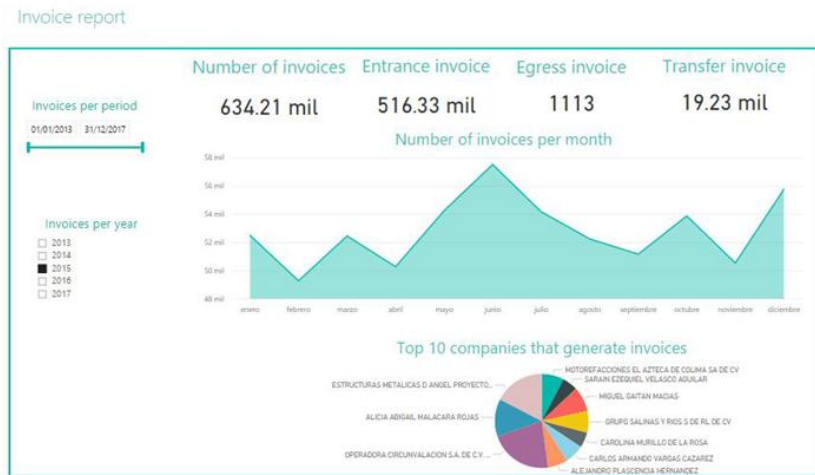 Invoice report
Number of invoices
Entrance invoice
Egress invoice
Transfer invoice
634.21 mil
516.33 mil
1113
19.23 mil
Invoices per period
01/01/2013
31/12/2017
Number of invoices per month
58 mil
56 mil
54 mil
52 mil
50 mil
48 mil
enero
febrero
marzo
abril
mayo
junio
julio
agosto
septiembre
octubre
noviembre
diciembre
Invoices per year
2013
2014
2015
2016
2017
Top 10 companies that generate invoices
MOTOREFACCIONES EL AZTECA DE COLIMA SA DE CV
SARAIN EZEQUIEL VELASCO AGUILAR
MIGUEL GAITAN MACIAS
GRUPO SALINAS Y RIOS S DE RL DE CV
CAROLINA MURILLO DE LA ROSA
CARLOS ARMANDO VARGAS CAZAREZ
ALEJANDRO PLASCENCIA HERNANDEZ
OPERADORA CIRCUNVALACION S.A. DE C.V. ...
ALICIA ABIGAIL MALACARA ROJAS
ESTRUCTURAS METALICAS D ANGEL PROYECTO...